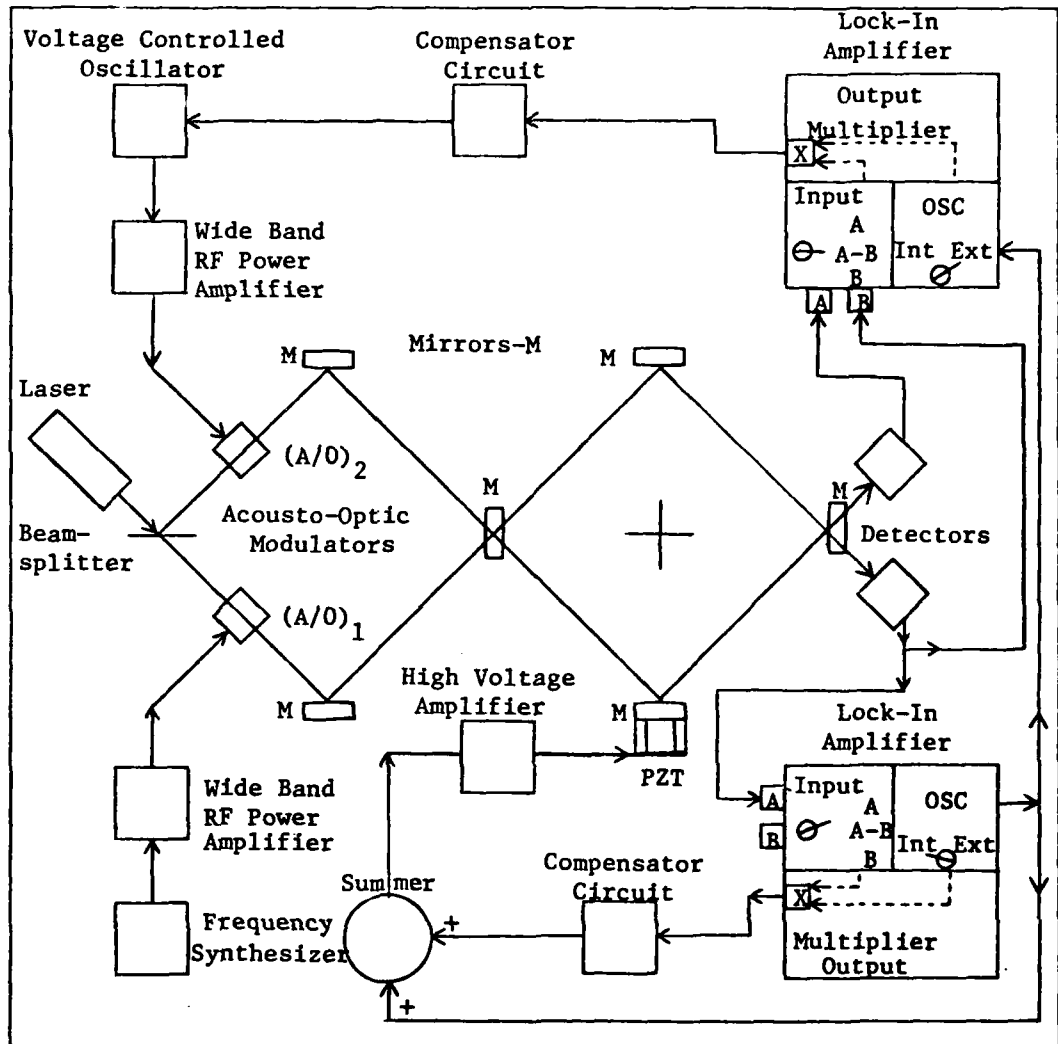 Voltage Controlled
Oscillator
Compensator
Circuit
Lock-In
Amplifier
Output
Multiplier
X
Input
A
A-B
B
OSC
Int Ext
A
B
Wide Band
RF Power
Amplifier
M
Mirrors-M
M
Laser
(A/O)2
Beam-
splitter
Acousto-Optic
Modulators
M
M
Detectors
(A/O)1
M
High Voltage
Amplifier
M
PZT
Lock-In
Amplifier
A
B
Input
A
A-B
B
OSC
Int Ext
X
Multiplier
Output
Wide Band
RF Power
Amplifier
Summer
Compensator
Circuit
Frequency
Synthesizer
+
+